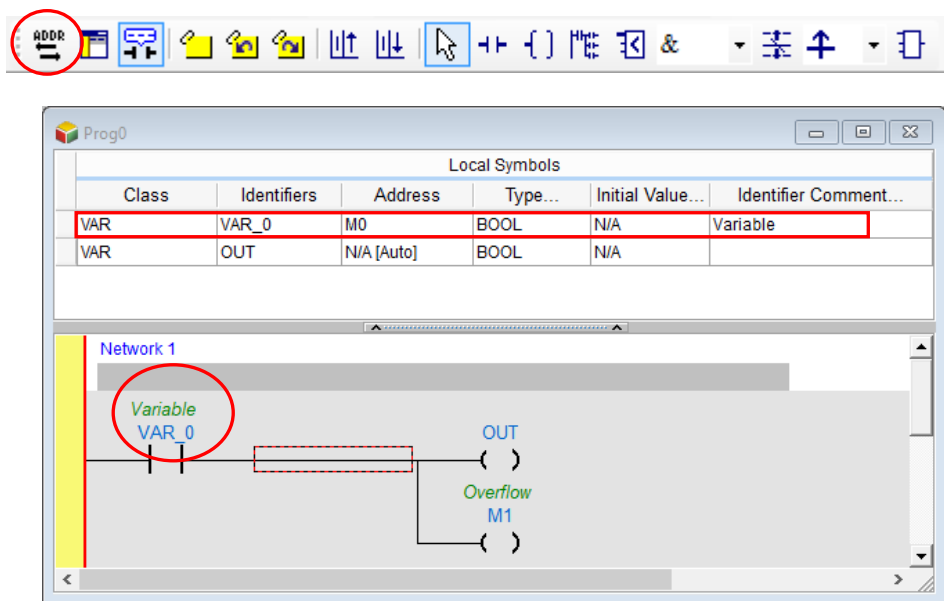 ADDR
&
Prog0
Local Symbols
Class Identifiers Address Type... Initial Value... Identifier Comment...
VAR VAR_0 M0 BOOL N/A Variable
VAR OUT N/A [Auto] BOOL N/A
Network 1
Variable
VAR_0 OUT
Overflow
M1